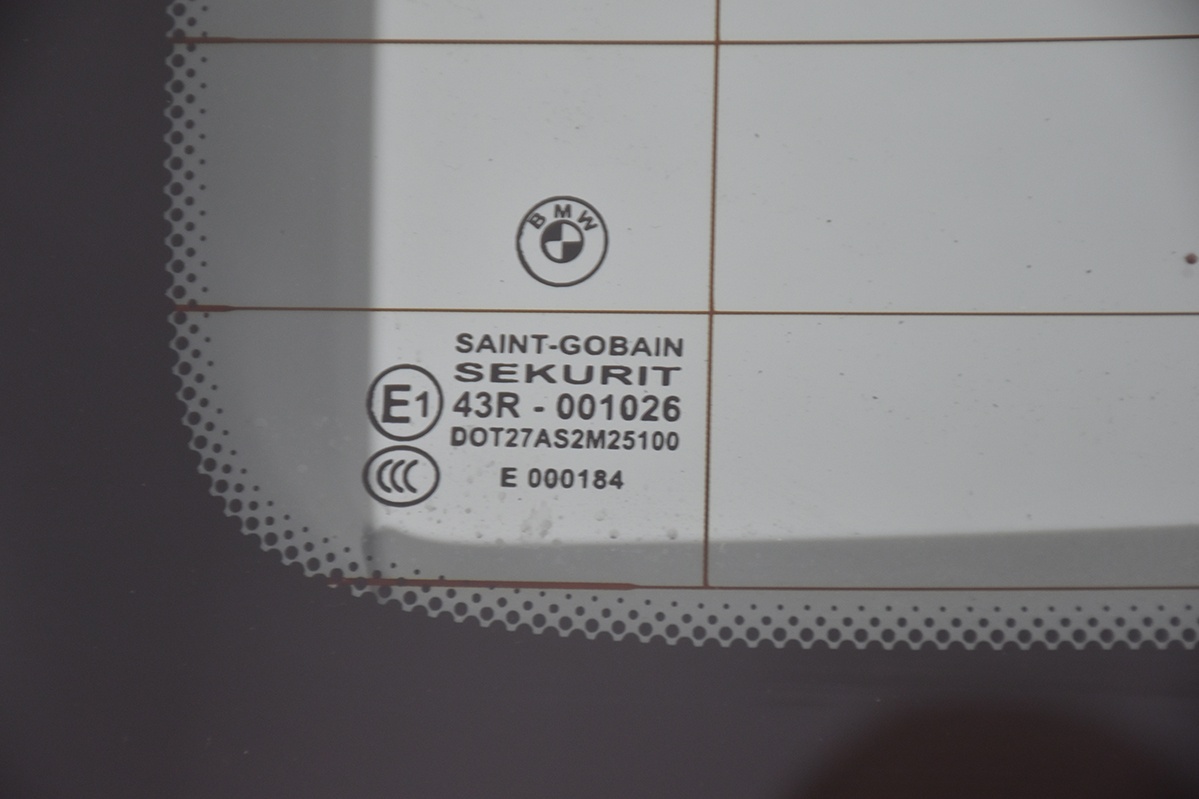 BMW
SAINT-GOBAIN
SEKURIT
E1 43R - 001026
DOT27AS2M25100
CCC E 000184